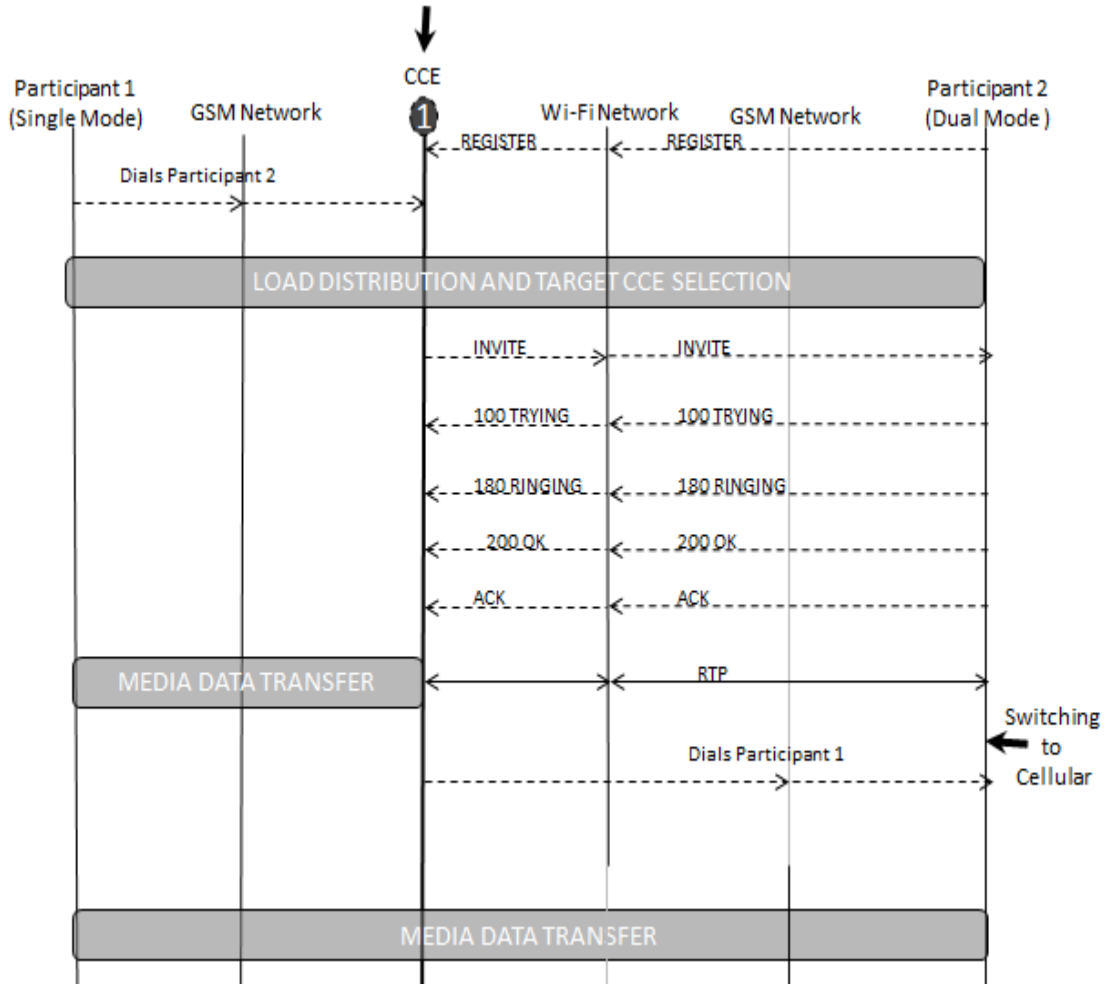 CCE
Participant 1
(Single Mode)
GSM Network
1
Wi-Fi Network
GSM Network
Participant 2
(Dual Mode )
REGISTER
REGISTER
Dials Participant 2
LOAD DISTRIBUTION AND TARGET CCE SELECTION
INVITE
INVITE
100 TRYING
100 TRYING
180 RINGING
180 RINGING
200 OK
200 OK
ACK
ACK
MEDIA DATA TRANSFER
RTP
Switching
to
Cellular
Dials Participant 1
MEDIA DATA TRANSFER